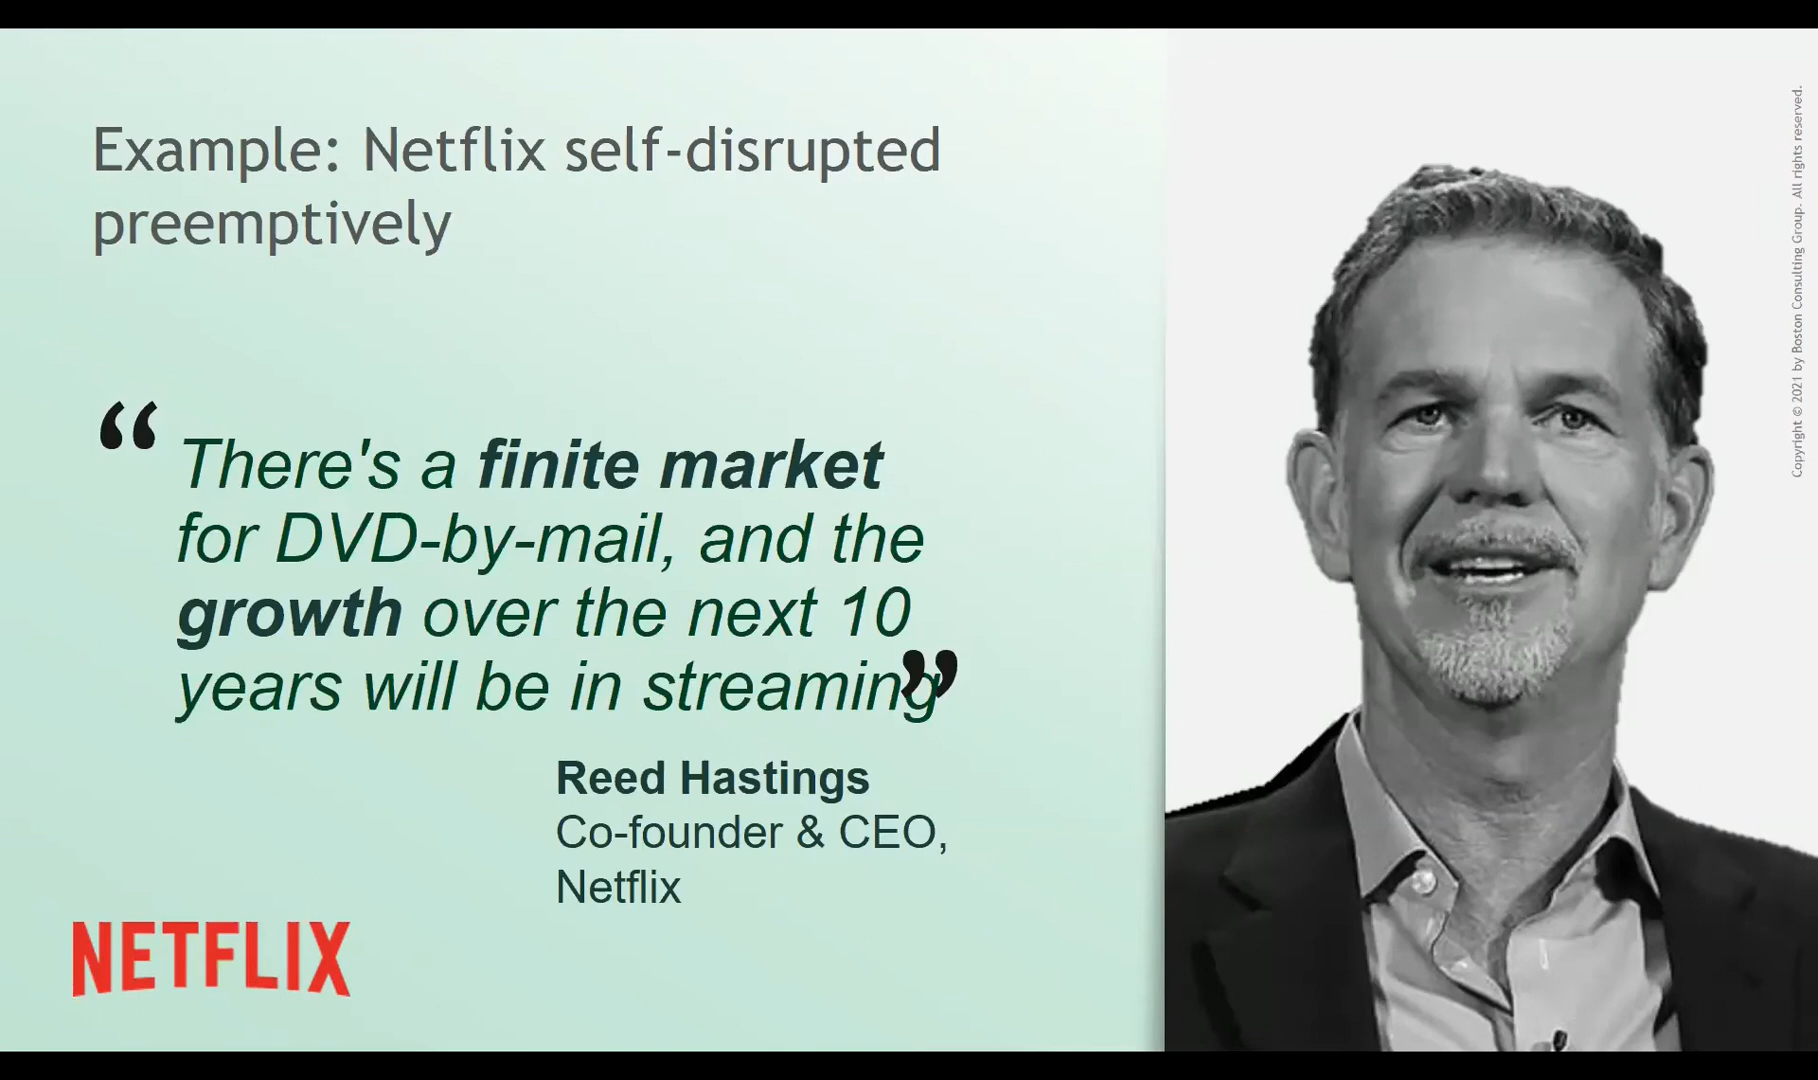 Example: Netflix self-disrupted
preemptively
“ There's a finite market
for DVD-by-mail, and the
growth over the next 10
years will be in streaming ”
Reed Hastings
Co-founder & CEO,
Netflix
NETFLIX
Copyright © 2021 by Boston Consulting Group. All rights reserved.